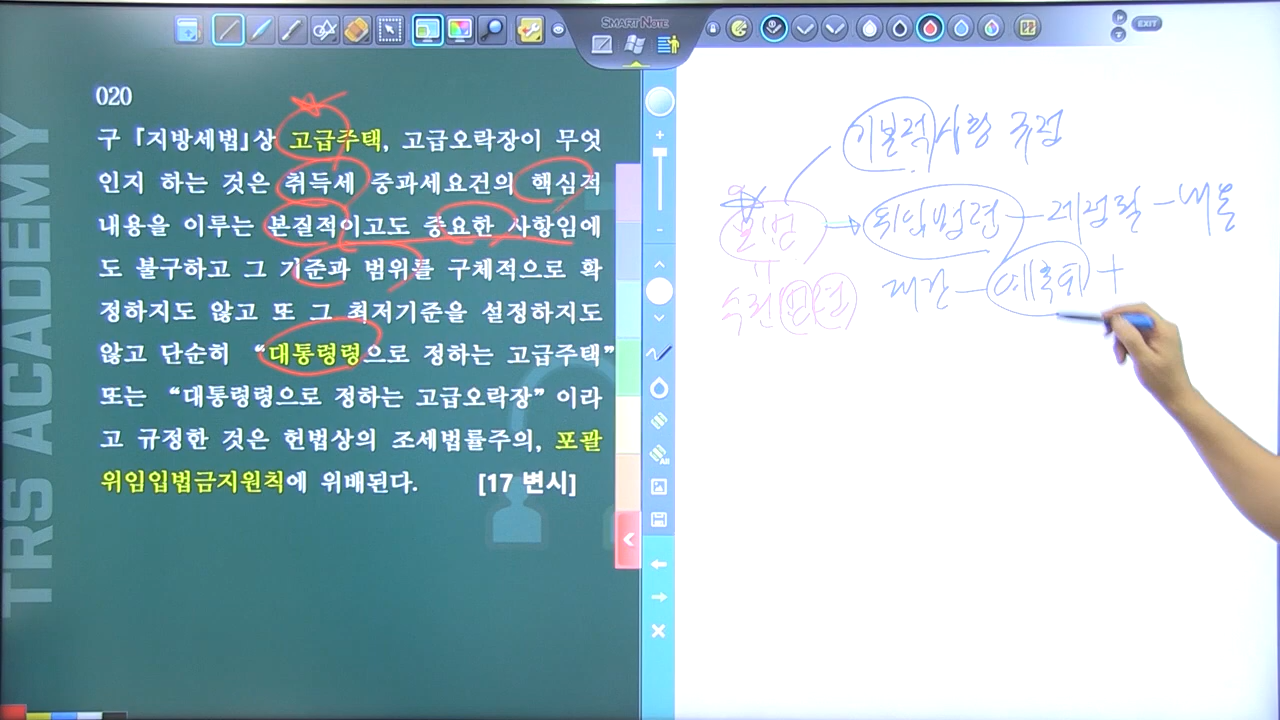 SMART NOTE
EXIT
TRS ACADEMY
020
구 「지방세법」상 고급주택, 고급오락장이 무엇
인지 하는 것은 취득세 중과세요건의 핵심적
내용을 이루는 본질적이고도 중요한 사항임에
도 불구하고 그 기준과 범위를 구체적으로 확
정하지도 않고 또 그 최저기준을 설정하지도
않고 단순히 “대통령령으로 정하는 고급주택”
또는 “대통령령으로 정하는 고급오락장” 이라
고 규정한 것은 헌법상의 조세법률주의, 포괄
위임입법금지원칙에 위배된다. [17 변시]
기본적 사항 규정
위임법령